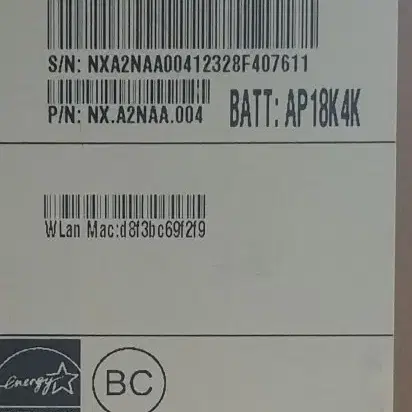 S/N: NXA2NAA00412328F407611
P/N: NX.A2NAA.004
BATT: AP18K4K
WLan Mac:d8f3bc69f2f9
energy
BC